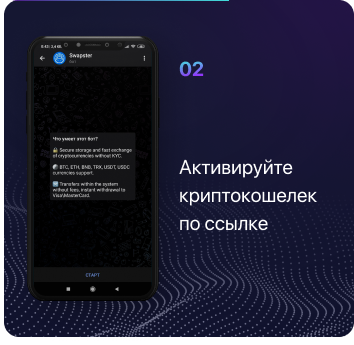 Swapster
бот
Что умеет этот бот?
🔒 Secure storage and fast exchange
of cryptocurrencies without KYC.
BTC, ETH, BNB, TRX, USDT, USDC
currencies support.
Transfers within the system
without fees, instant withdrawal to
Visa\MasterCard.
СТАРТ
02
Активируйте
криптокошелек
по ссылке